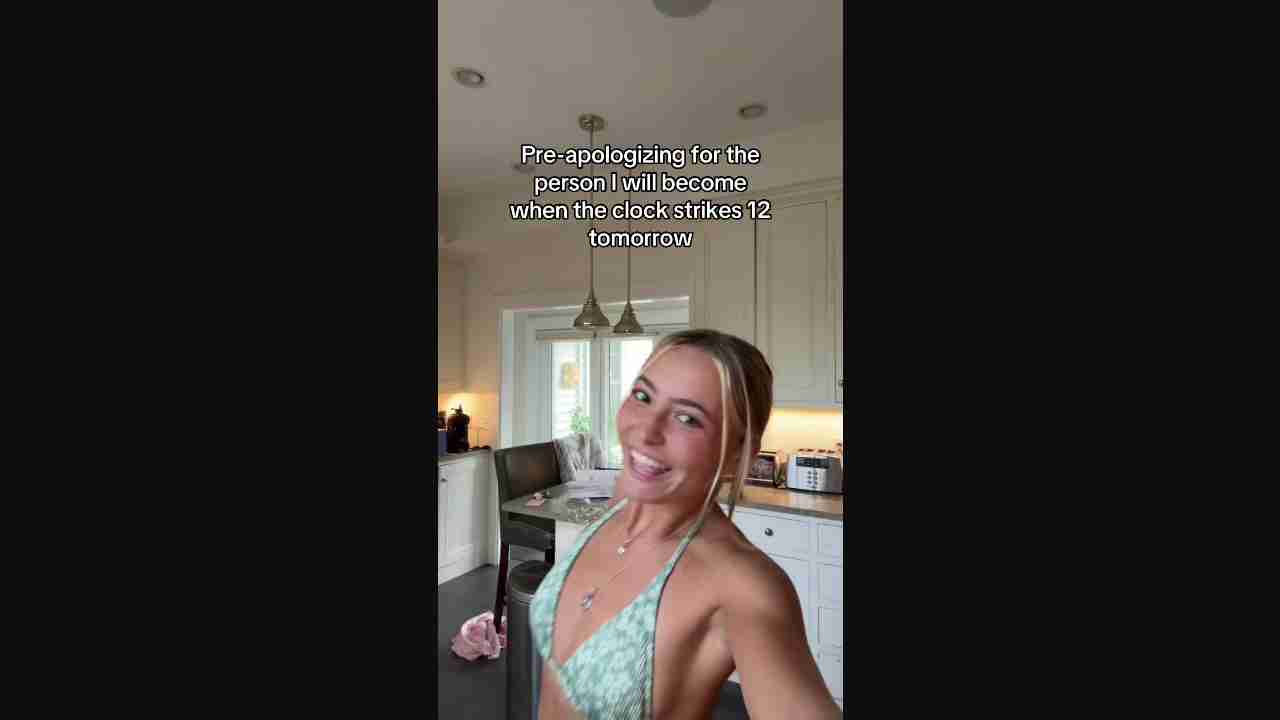 Pre-apologizing for the
person I will become
when the clock strikes 12
tomorrow